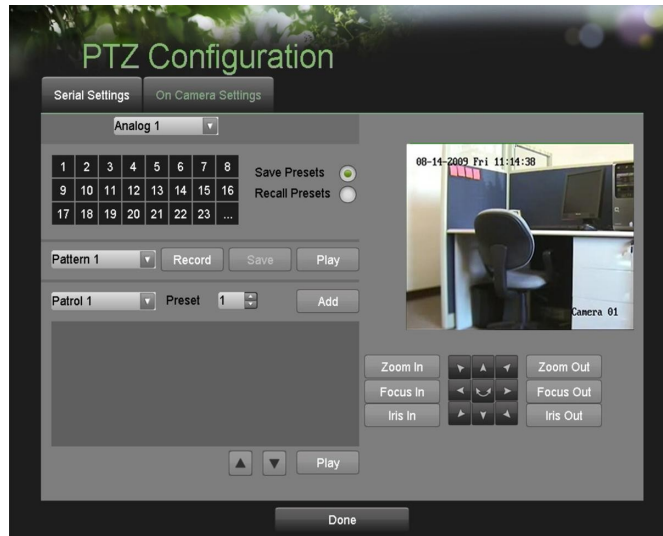 PTZ Configuration
Serial Settings On Camera Settings
Analog 1
1 2 3 4 5 6 7 8
9 10 11 12 13 14 15 16
17 18 19 20 21 22 23 ...
Save Presets
Recall Presets
Pattern 1 Record Save Play
Patrol 1 Preset 1 Add
Play
08-14-2009 Fri 11:14:38
Camera 01
Zoom In Zoom Out
Focus In Focus Out
Iris In Iris Out
Done